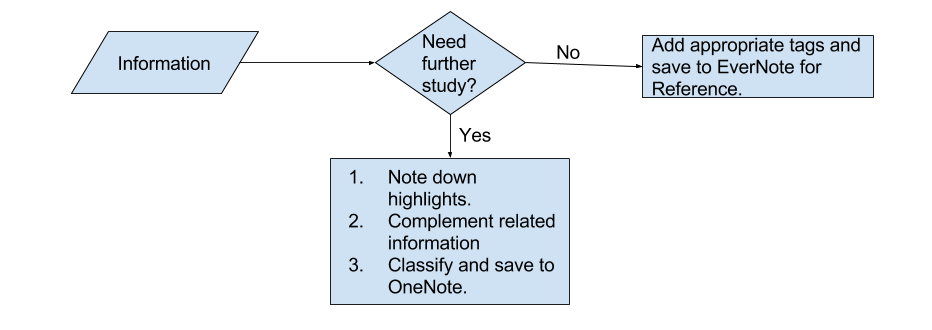 Information
Need
further
study?
No
Add appropriate tags and
save to EverNote for
Reference.
Yes
1. Note down
highlights.
2. Complement related
information
3. Classify and save to
OneNote.